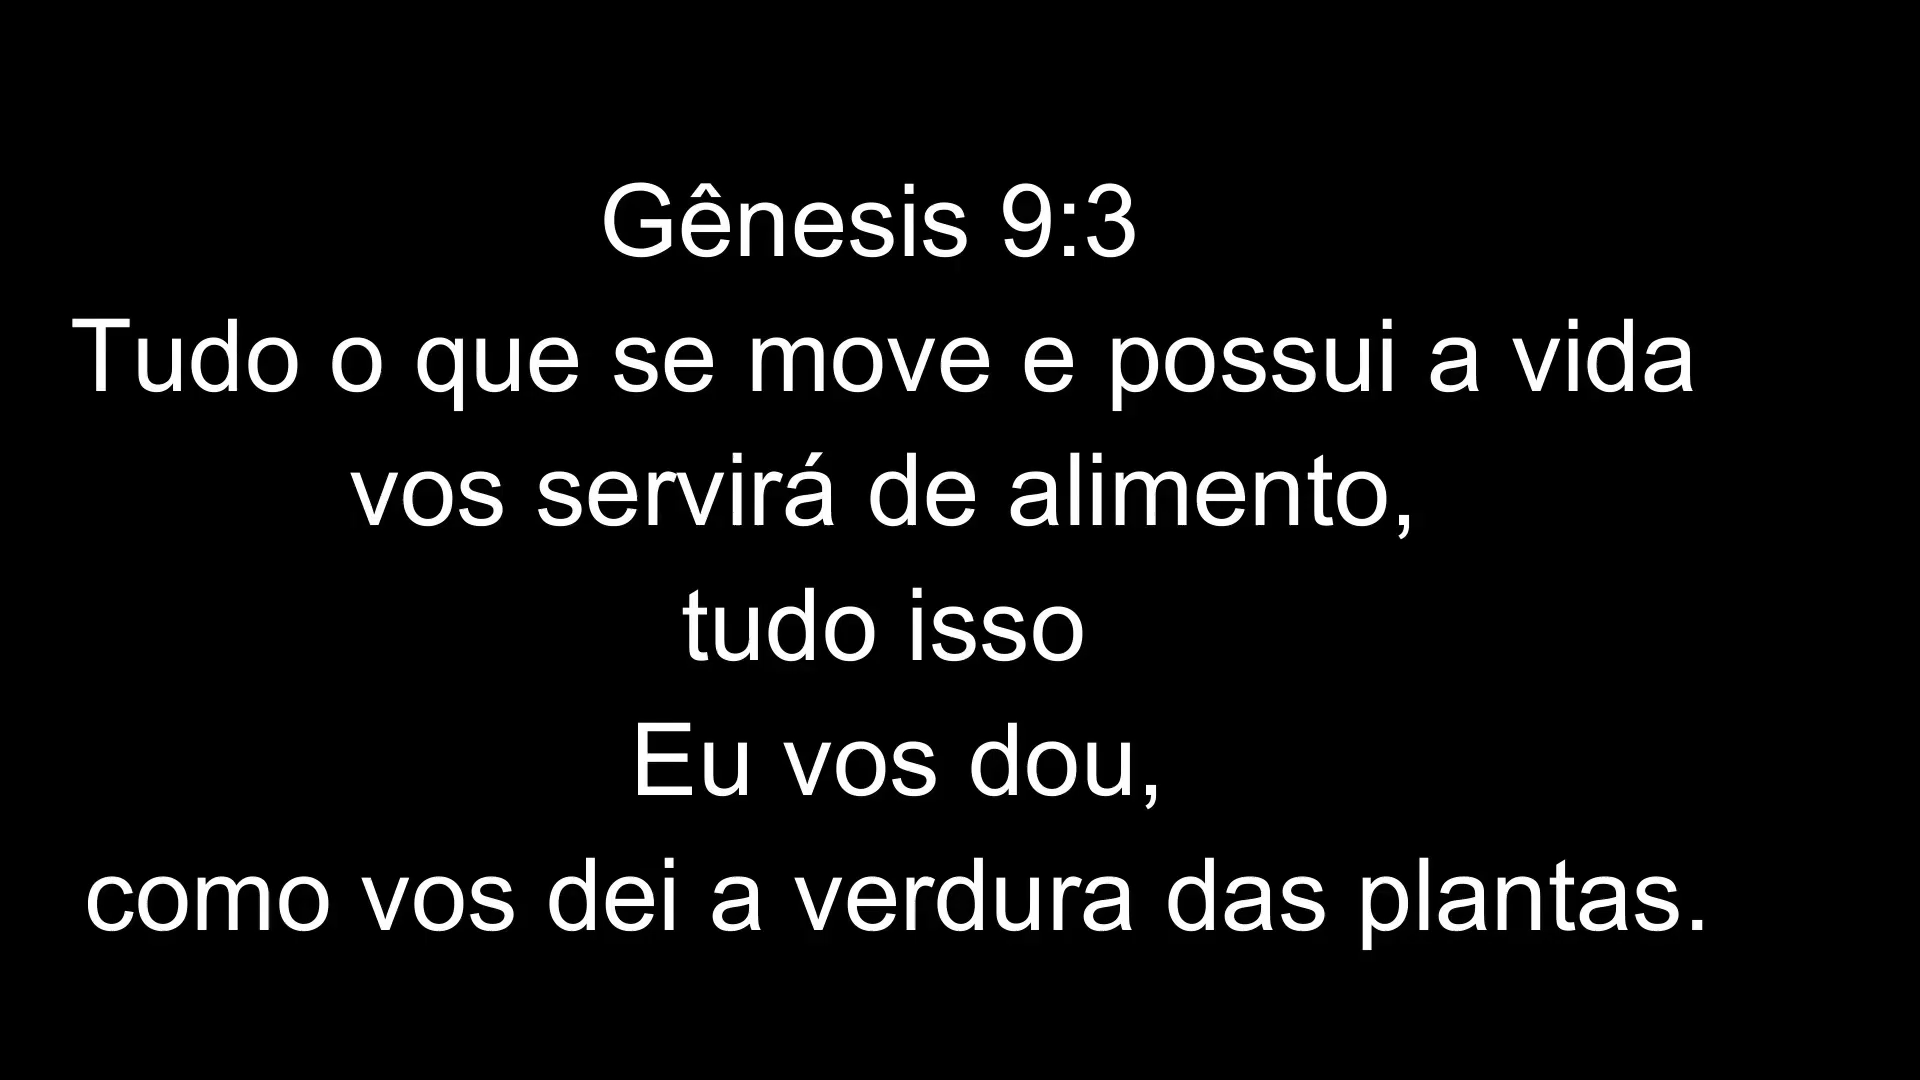 Gênesis 9:3
Tudo o que se move e possui a vida
vos servirá de alimento,
tudo isso
Eu vos dou,
como vos dei a verdura das plantas.